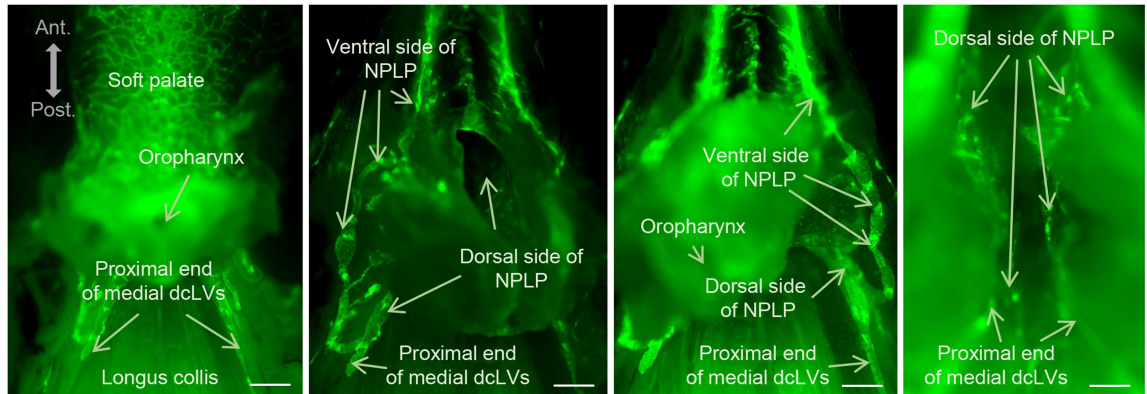 Ant.
Post.
Soft palate
Oropharynx
Proximal end
of medial dcLVs
Longus collis
Ventral side of
NPLP
Dorsal side of
NPLP
Proximal end
of medial dcLVs
Ventral side
of NPLP
Oropharynx
Dorsal side
of NPLP
Proximal end
of medial dcLVs
Dorsal side of NPLP
Proximal end
of medial dcLVs